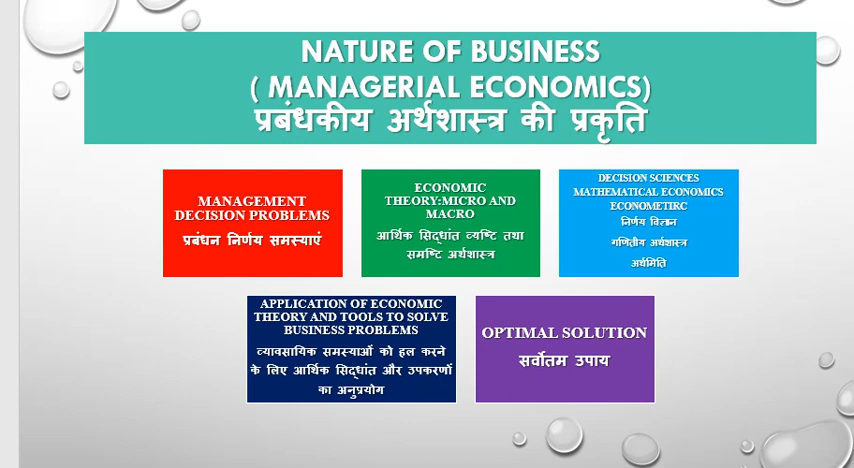 NATURE OF BUSINESS
( MANAGERIAL ECONOMICS)
प्रबंधकीय अर्थशास्त्र की प्रकृति
MANAGEMENT
DECISION PROBLEMS
प्रबंधन निर्णय समस्याएं
ECONOMIC
THEORY:MICRO AND
MACRO
आर्थिक सिद्धांत व्यष्टि तथा
समष्टि अर्थशास्त्र
DECISION SCIENCES
MATHEMATICAL ECONOMICS
ECONOMETIRC
निर्णय विज्ञान
गणितीय अर्थशास्त्र
अर्थमिति
APPLICATION OF ECONOMIC
THEORY AND TOOLS TO SOLVE
BUSINESS PROBLEMS
व्यावसायिक समस्याओं को हल करने
के लिए आर्थिक सिद्धांत और उपकरणों
का अनुप्रयोग
OPTIMAL SOLUTION
सर्वोतम उपाय